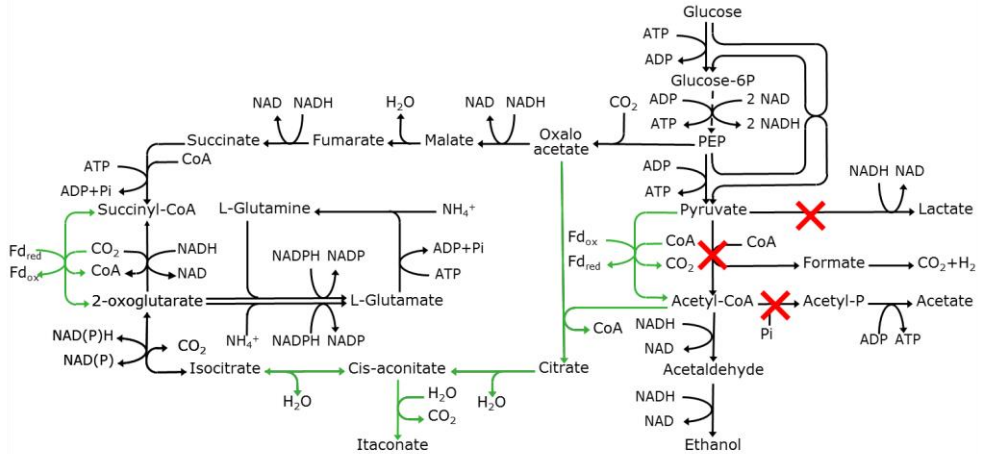 Glucose
ATP
ADP
Glucose-6P
ADP
2 NAD
ATP
2 NADH
CO₂
PEP
NAD
NADH
H₂O
NAD
NADH
Succinate
Fumarate
Malate
Oxalo
acetate
ATP
CoA
ADP+Pi
ADP
ATP
NADH
NAD
Succinyl-CoA
L-Glutamine
NH₄⁺
Pyruvate
Lactate
Fd_red
CO₂
NADH
Fd_ox
CoA
NAD
NADPH
NADP
ADP+Pi
ATP
Fd_ox
CoA
CoA
Fd_red
CO₂
Formate
CO₂+H₂
2-oxoglutarate
L-Glutamate
Acetyl-CoA
Acetyl-P
Acetate
NAD(P)H
CO₂
NH₄⁺
NADPH
NADP
CoA
NADH
Pi
ADP
ATP
NAD(P)
NAD
Isocitrate
Cis-aconitate
Citrate
Acetaldehyde
H₂O
H₂O
H₂O
CO₂
NADH
NAD
Itaconate
Ethanol